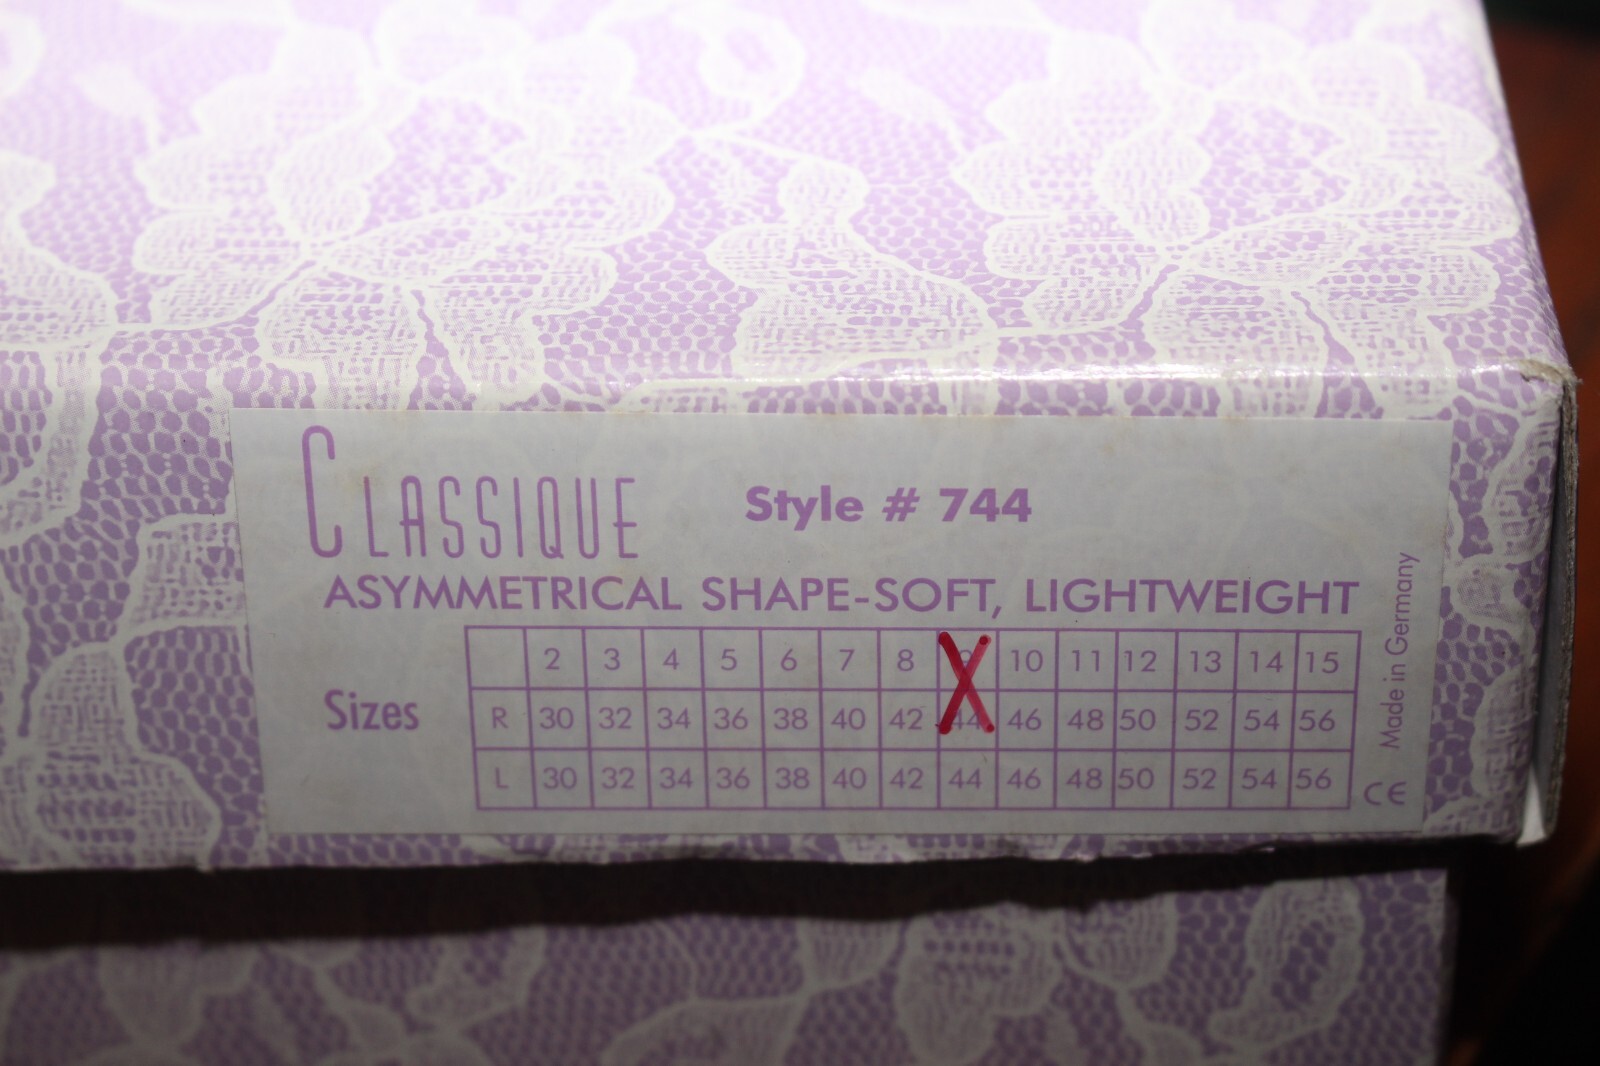 CLASSIQUE Style # 744
ASYMMETRICAL SHAPE-SOFT, LIGHTWEIGHT
Sizes
2 3 4 5 6 7 8 9 10 11 12 13 14 15
R 30 32 34 36 38 40 42 44 46 48 50 52 54 56
L 30 32 34 36 38 40 42 44 46 48 50 52 54 56
X
Made in Germany
CE